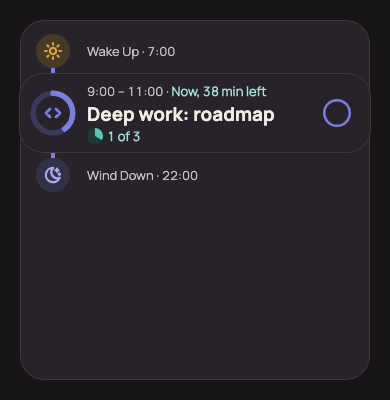 Wake Up · 7:00
9:00 – 11:00 · Now, 38 min left
Deep work: roadmap
1 of 3
Wind Down · 22:00